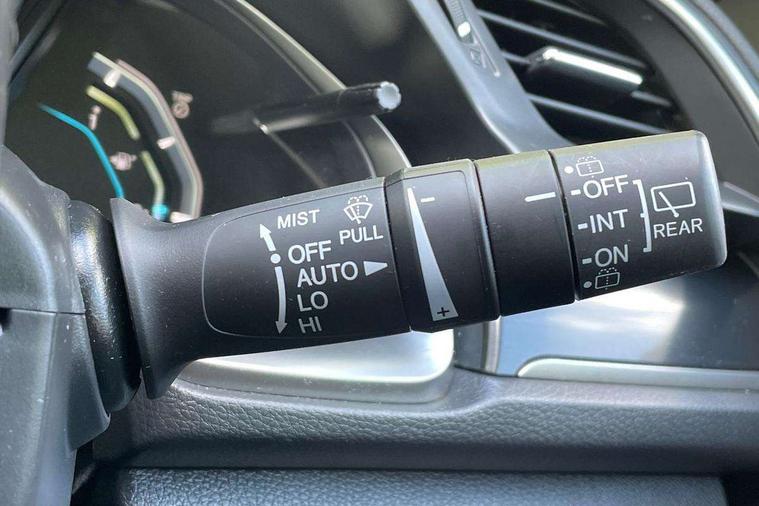 MIST
PULL
OFF
AUTO
LO
HI
-
+
OFF
INT
ON
REAR